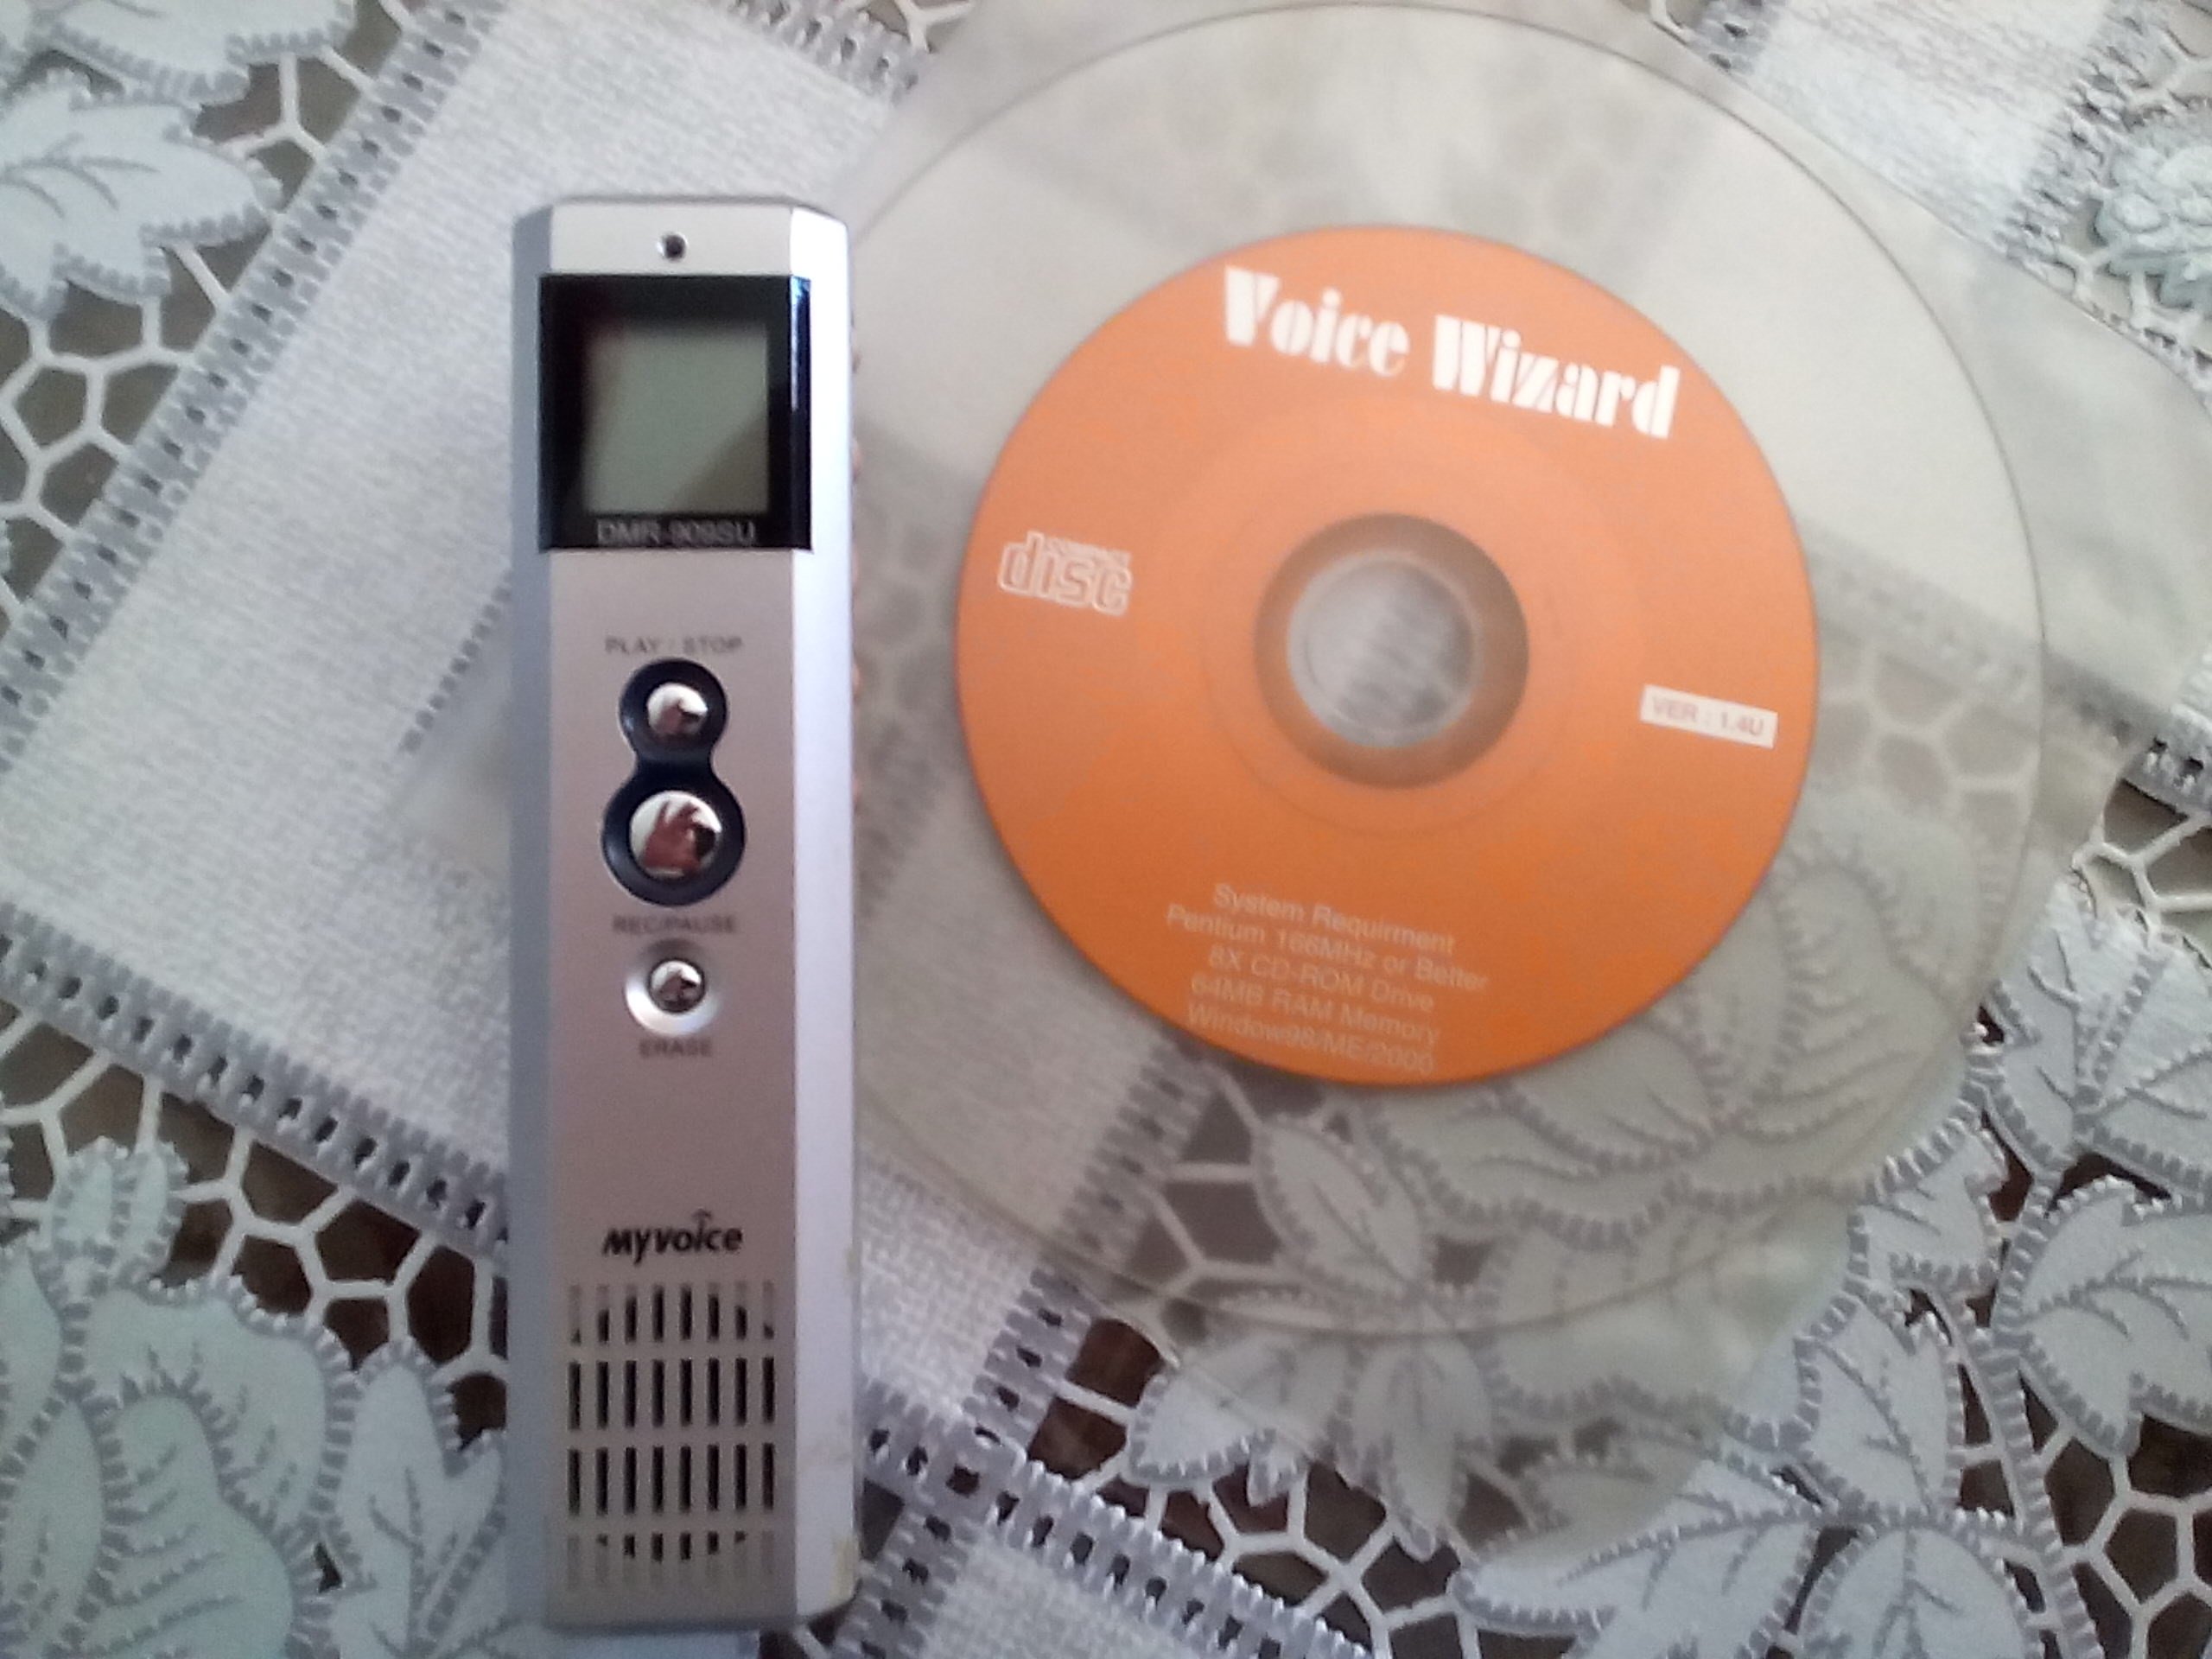 DMR-909SU
PLAY / STOP
REC/PAUSE
ERASE
myvoice
Voice Wizard
COMPACT
disc
VER : 1.4U
System Requirment
Pentium 166MHz or Better
8X CD-ROM Drive
64MB RAM Memory
Window98/ME/2000